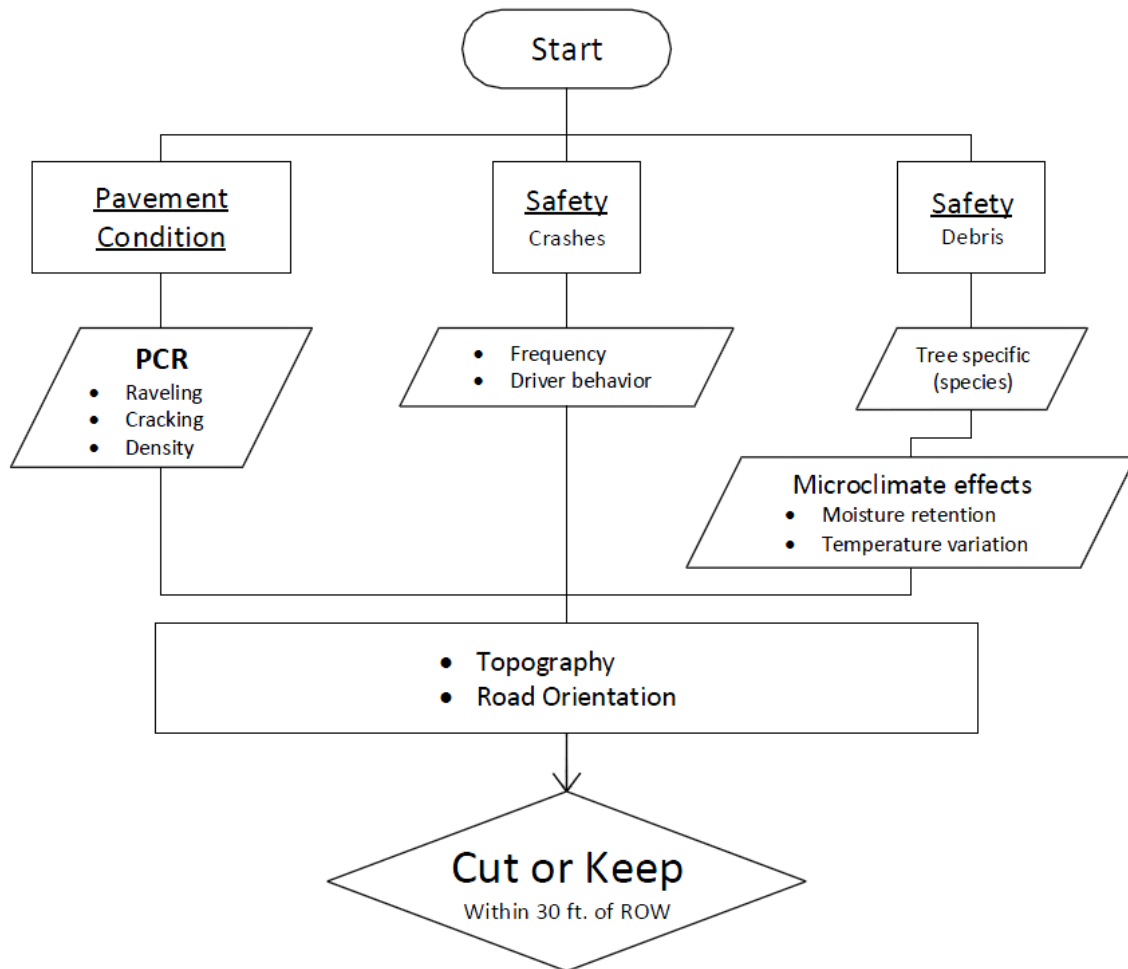 Start
Pavement
Condition
Safety
Crashes
Safety
Debris
PCR
• Raveling
• Cracking
• Density
• Frequency
• Driver behavior
Tree specific
(species)
Microclimate effects
• Moisture retention
• Temperature variation
• Topography
• Road Orientation
Cut or Keep
Within 30 ft. of ROW